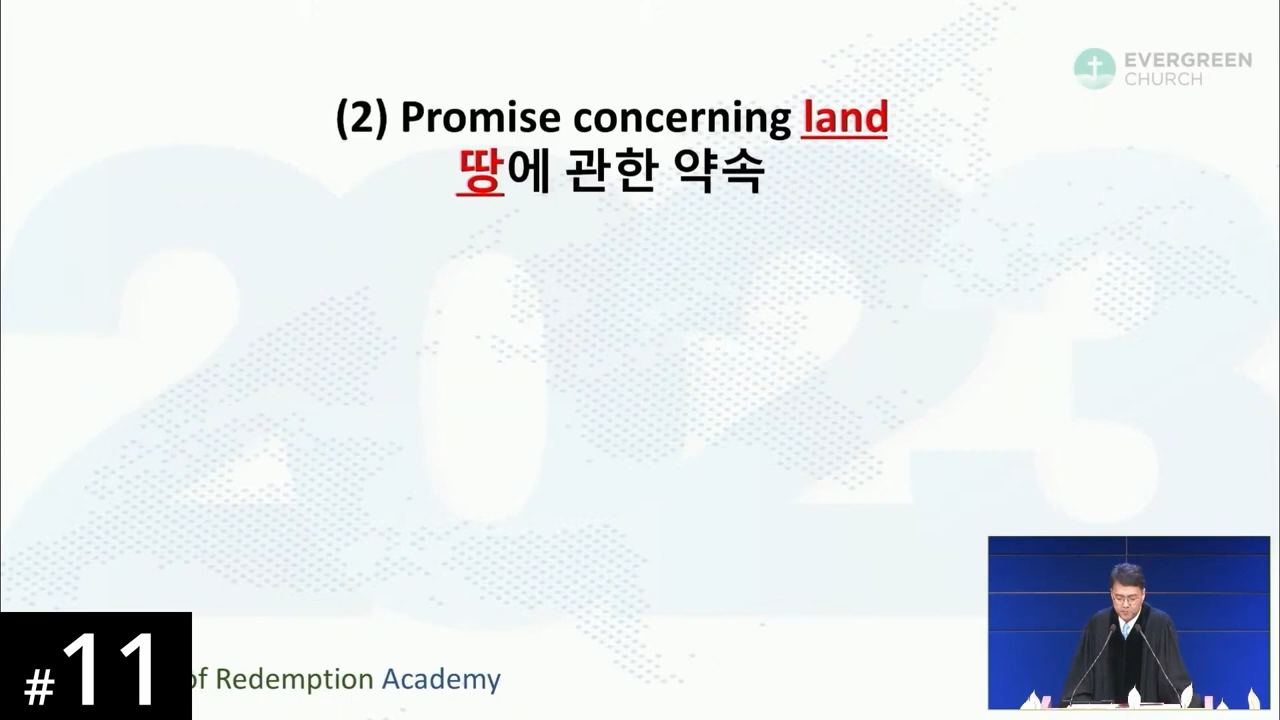 EVERGREEN
CHURCH
(2) Promise concerning land
땅에 관한 약속
of Redemption Academy
#11